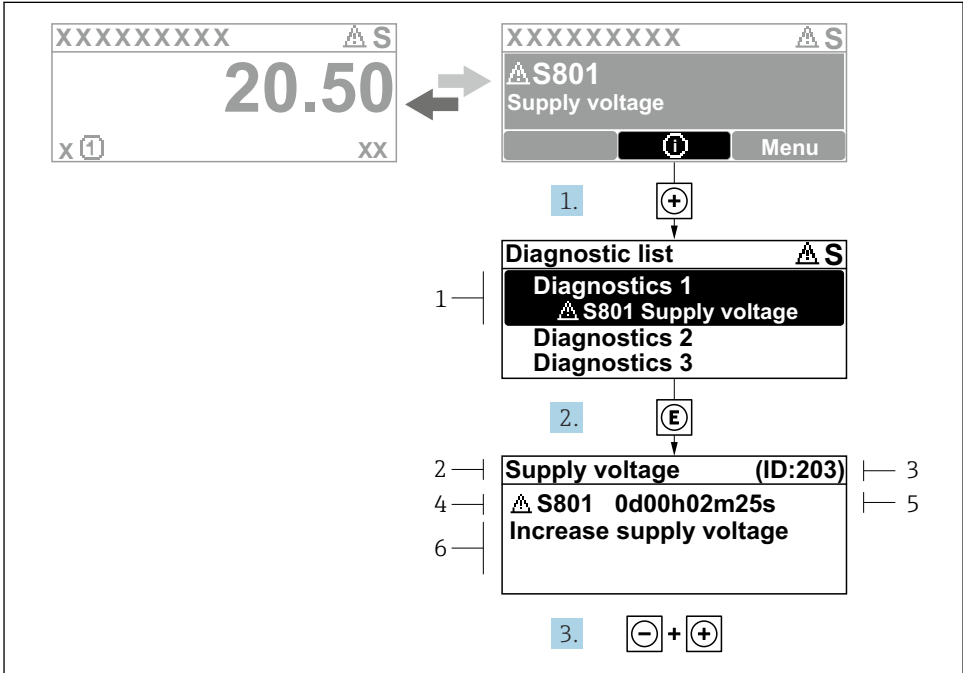 XXXXXXXXX ⚠ S
20.50
x ① XX
XXXXXXXXX ⚠ S
⚠ S801
Supply voltage
ⓘ Menu
1. +
Diagnostic list ⚠ S
1
Diagnostics 1
⚠ S801 Supply voltage
Diagnostics 2
Diagnostics 3
2. E
2 Supply voltage (ID:203) 3
4 ⚠ S801 0d00h02m25s 5
6 Increase supply voltage
3. − + +